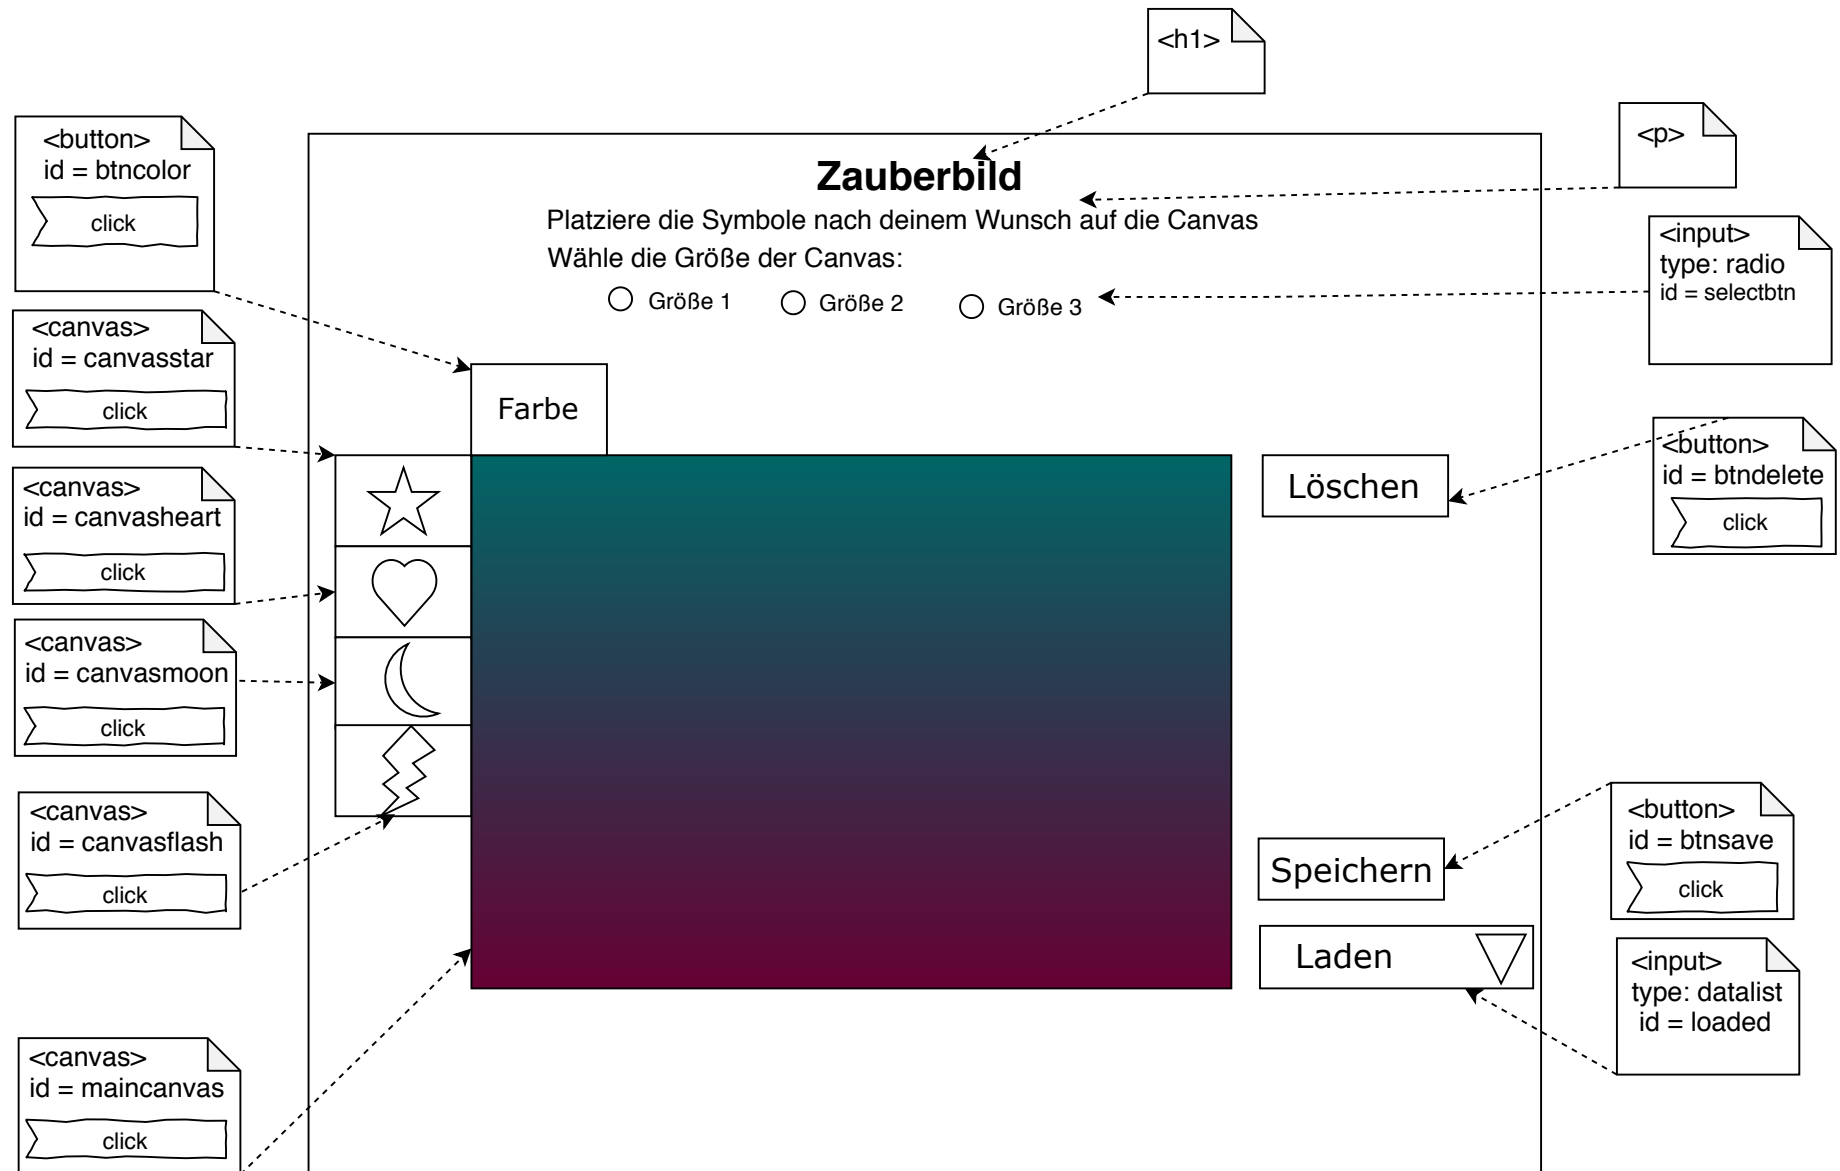 <h1>
<button>
id = btncolor
click
<p>
Zauberbild
Platziere die Symbole nach deinem Wunsch auf die Canvas
Wähle die Größe der Canvas:
Größe 1
Größe 2
Größe 3
<input>
type: radio
id = selectbtn
<canvas>
id = canvasstar
click
Farbe
<canvas>
id = canvasheart
click
Löschen
<button>
id = btndelete
click
<canvas>
id = canvasmoon
click
<canvas>
id = canvasflash
click
Speichern
<button>
id = btnsave
click
Laden
<input>
type: datalist
id = loaded
<canvas>
id = maincanvas
click